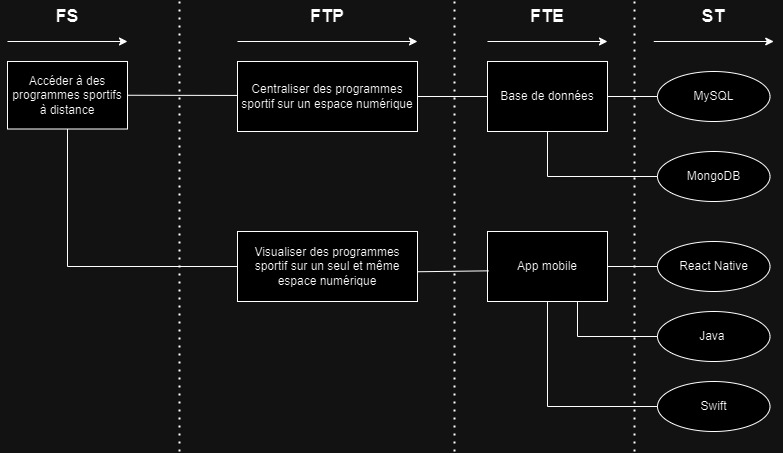 FS
FTP
FTE
ST
Accéder à des
programmes sportifs
à distance
Centraliser des programmes
sportif sur un espace numérique
Base de données
MySQL
MongoDB
Visualiser des programmes
sportif sur un seul et même
espace numérique
App mobile
React Native
Java
Swift